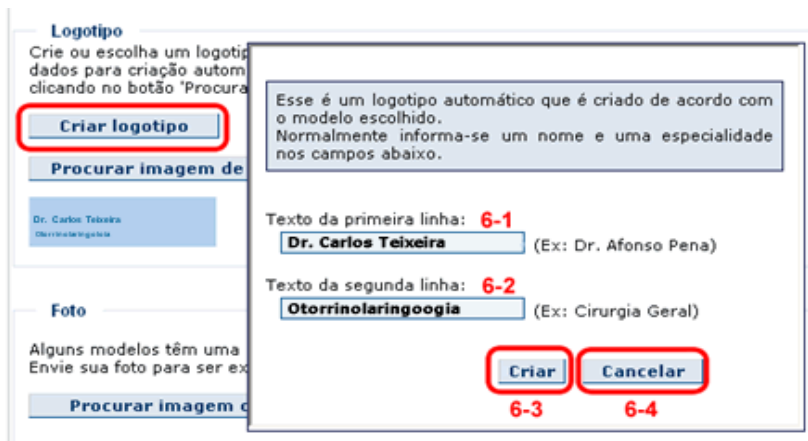 Logotipo
Crie ou escolha um logotip
dados para criação autom
clicando no botão 'Procura
Criar logotipo
Procurar imagem de
Dr. Carlos Teixeira
Otorrinolaringoloia
Foto
Alguns modelos têm uma
Envie sua foto para ser ex
Procurar imagem
Esse é um logotipo automático que é criado de acordo com
o modelo escolhido.
Normalmente informa-se um nome e uma especialidade
nos campos abaixo.
Texto da primeira linha: 6-1
Dr. Carlos Teixeira (Ex: Dr. Afonso Pena)
Texto da segunda linha: 6-2
Otorrinolaringoogia (Ex: Cirurgia Geral)
Criar Cancelar
6-3 6-4